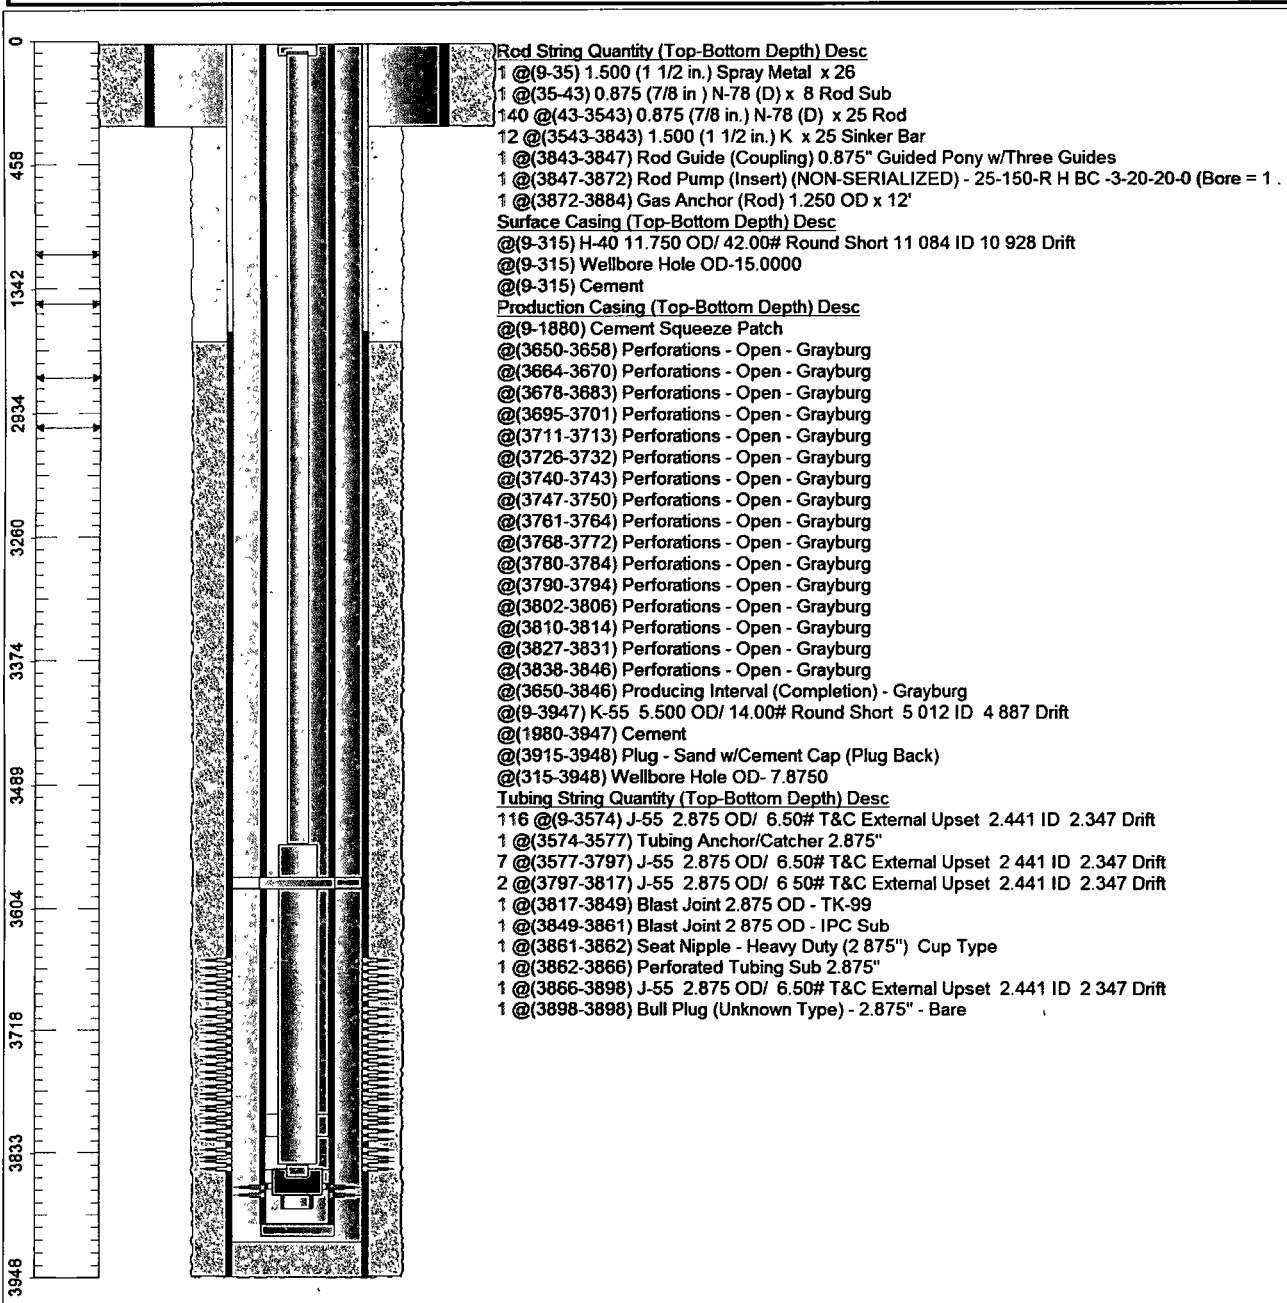 0
458
1342
2934
3260
3374
3489
3604
3718
3833
3948
Rod String Quantity (Top-Bottom Depth) Desc
1 @(9-35) 1.500 (1 1/2 in.) Spray Metal x 26
1 @(35-43) 0.875 (7/8 in ) N-78 (D) x 8 Rod Sub
140 @(43-3543) 0.875 (7/8 in.) N-78 (D) x 25 Rod
12 @(3543-3843) 1.500 (1 1/2 in.) K x 25 Sinker Bar
1 @(3843-3847) Rod Guide (Coupling) 0.875" Guided Pony w/Three Guides
1 @(3847-3872) Rod Pump (Insert) (NON-SERIALIZED) - 25-150-R H BC -3-20-20-0 (Bore = 1 .
1 @(3872-3884) Gas Anchor (Rod) 1.250 OD x 12'
Surface Casing (Top-Bottom Depth) Desc
@(9-315) H-40 11.750 OD/ 42.00# Round Short 11 084 ID 10 928 Drift
@(9-315) Wellbore Hole OD-15.0000
@(9-315) Cement
Production Casing (Top-Bottom Depth) Desc
@(9-1880) Cement Squeeze Patch
@(3650-3658) Perforations - Open - Grayburg
@(3664-3670) Perforations - Open - Grayburg
@(3678-3683) Perforations - Open - Grayburg
@(3695-3701) Perforations - Open - Grayburg
@(3711-3713) Perforations - Open - Grayburg
@(3726-3732) Perforations - Open - Grayburg
@(3740-3743) Perforations - Open - Grayburg
@(3747-3750) Perforations - Open - Grayburg
@(3761-3764) Perforations - Open - Grayburg
@(3768-3772) Perforations - Open - Grayburg
@(3780-3784) Perforations - Open - Grayburg
@(3790-3794) Perforations - Open - Grayburg
@(3802-3806) Perforations - Open - Grayburg
@(3810-3814) Perforations - Open - Grayburg
@(3827-3831) Perforations - Open - Grayburg
@(3838-3846) Perforations - Open - Grayburg
@(3650-3846) Producing Interval (Completion) - Grayburg
@(9-3947) K-55 5.500 OD/ 14.00# Round Short 5 012 ID 4 887 Drift
@(1980-3947) Cement
@(3915-3948) Plug - Sand w/Cement Cap (Plug Back)
@(315-3948) Wellbore Hole OD- 7.8750
Tubing String Quantity (Top-Bottom Depth) Desc
116 @(9-3574) J-55 2.875 OD/ 6.50# T&C External Upset 2.441 ID 2.347 Drift
1 @(3574-3577) Tubing Anchor/Catcher 2.875"
7 @(3577-3797) J-55 2.875 OD/ 6.50# T&C External Upset 2 441 ID 2.347 Drift
2 @(3797-3817) J-55 2.875 OD/ 6 50# T&C External Upset 2.441 ID 2.347 Drift
1 @(3817-3849) Blast Joint 2.875 OD - TK-99
1 @(3849-3861) Blast Joint 2 875 OD - IPC Sub
1 @(3861-3862) Seat Nipple - Heavy Duty (2 875") Cup Type
1 @(3862-3866) Perforated Tubing Sub 2.875"
1 @(3866-3898) J-55 2.875 OD/ 6.50# T&C External Upset 2.441 ID 2 347 Drift
1 @(3898-3898) Bull Plug (Unknown Type) - 2.875" - Bare